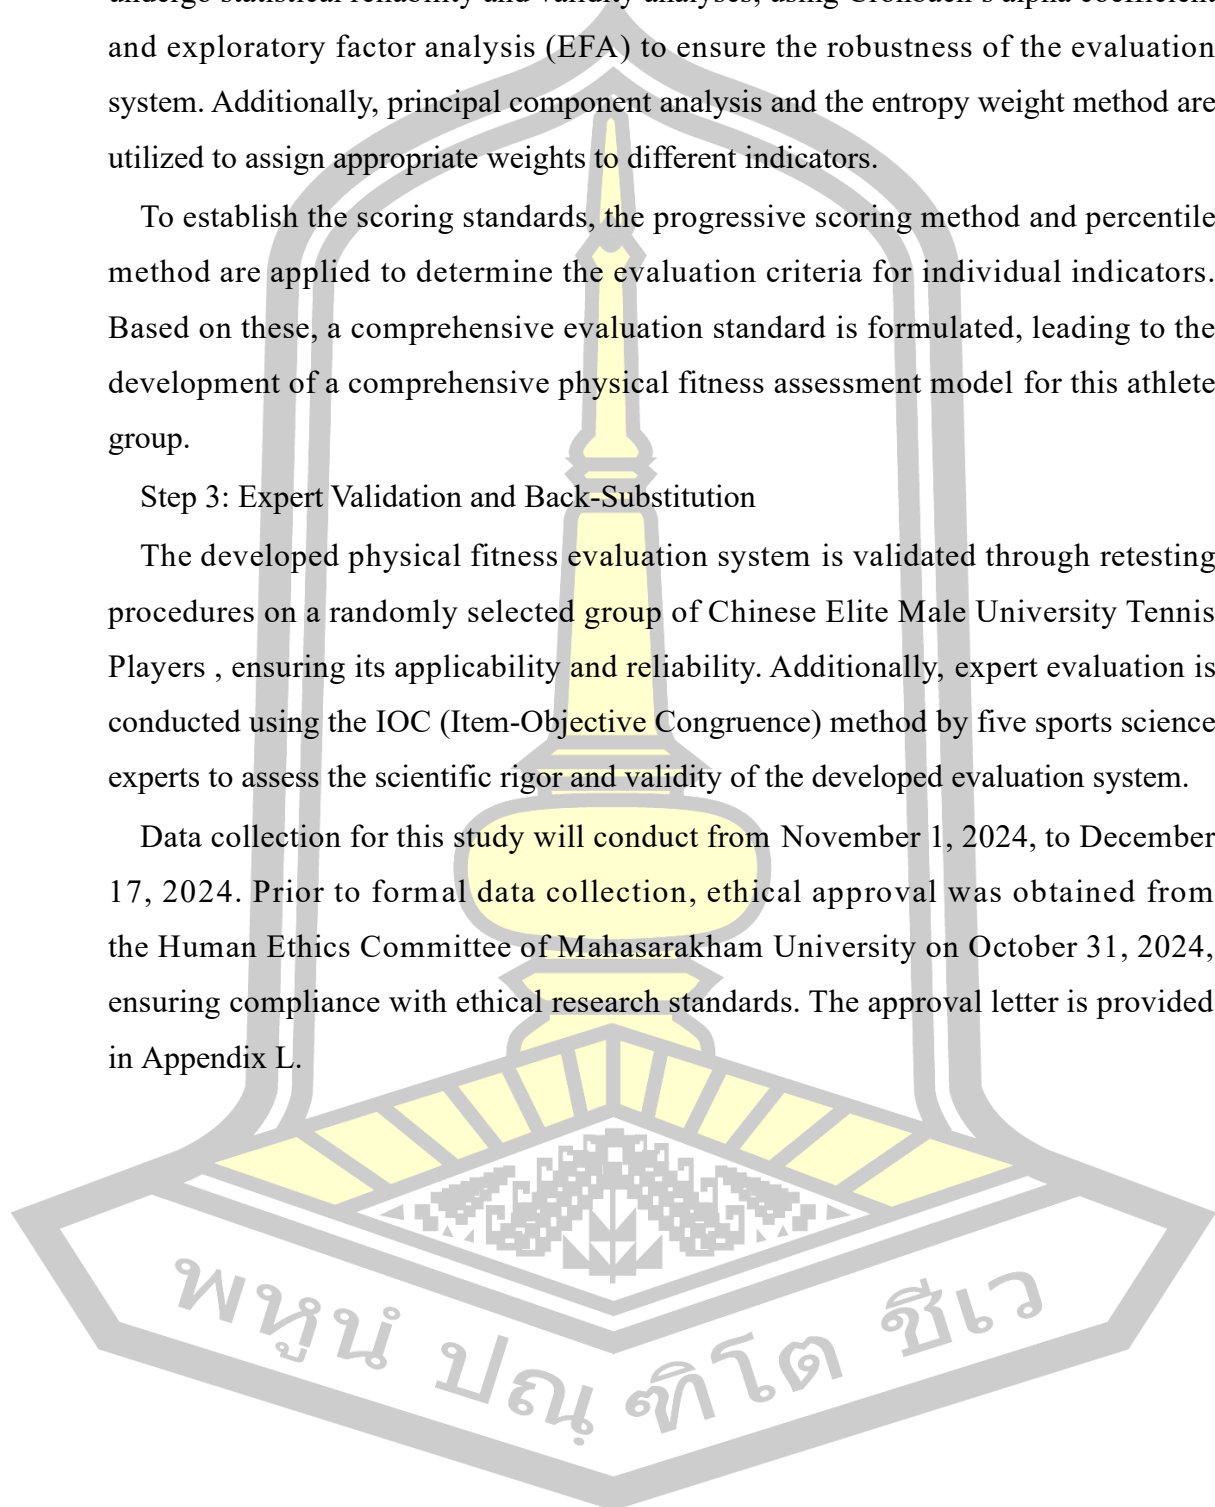 undergo statistical reliability and validity analyses, using Cronbach's alpha coefficient
and exploratory factor analysis (EFA) to ensure the robustness of the evaluation
system. Additionally, principal component analysis and the entropy weight method are
utilized to assign appropriate weights to different indicators.
To establish the scoring standards, the progressive scoring method and percentile
method are applied to determine the evaluation criteria for individual indicators.
Based on these, a comprehensive evaluation standard is formulated, leading to the
development of a comprehensive physical fitness assessment model for this athlete
group.
Step 3: Expert Validation and Back-Substitution
The developed physical fitness evaluation system is validated through retesting
procedures on a randomly selected group of Chinese Elite Male University Tennis
Players , ensuring its applicability and reliability. Additionally, expert evaluation is
conducted using the IOC (Item-Objective Congruence) method by five sports science
experts to assess the scientific rigor and validity of the developed evaluation system.
Data collection for this study will conduct from November 1, 2024, to December
17, 2024. Prior to formal data collection, ethical approval was obtained from
the Human Ethics Committee of Mahasarakham University on October 31, 2024,
ensuring compliance with ethical research standards. The approval letter is provided
in Appendix L.
พหูนํ ปณฺฑิโต ชีเว